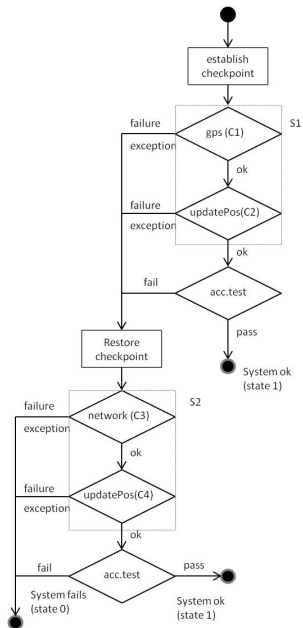 establish
checkpoint
S1
failure
gps (C1)
exception
ok
failure
updatePos(C2)
exception
ok
fail
acc.test
pass
Restore
checkpoint
System ok
(state 1)
S2
failure
network (C3)
exception
ok
failure
updatePos(C4)
exception
ok
fail
acc.test
pass
System fails
(state 0)
System ok
(state 1)